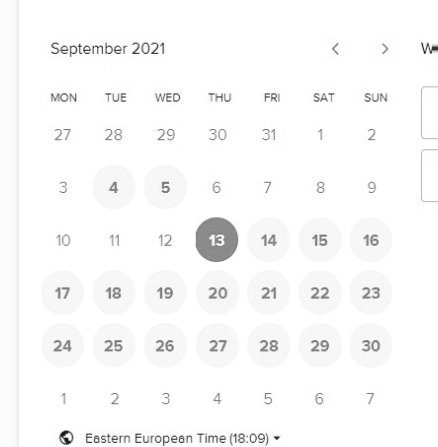 September 2021 < >
MON TUE WED THU FRI SAT SUN
27 28 29 30 31 1 2
3 4 5 6 7 8 9
10 11 12 13 14 15 16
17 18 19 20 21 22 23
24 25 26 27 28 29 30
1 2 3 4 5 6 7
Eastern European Time (18:09)